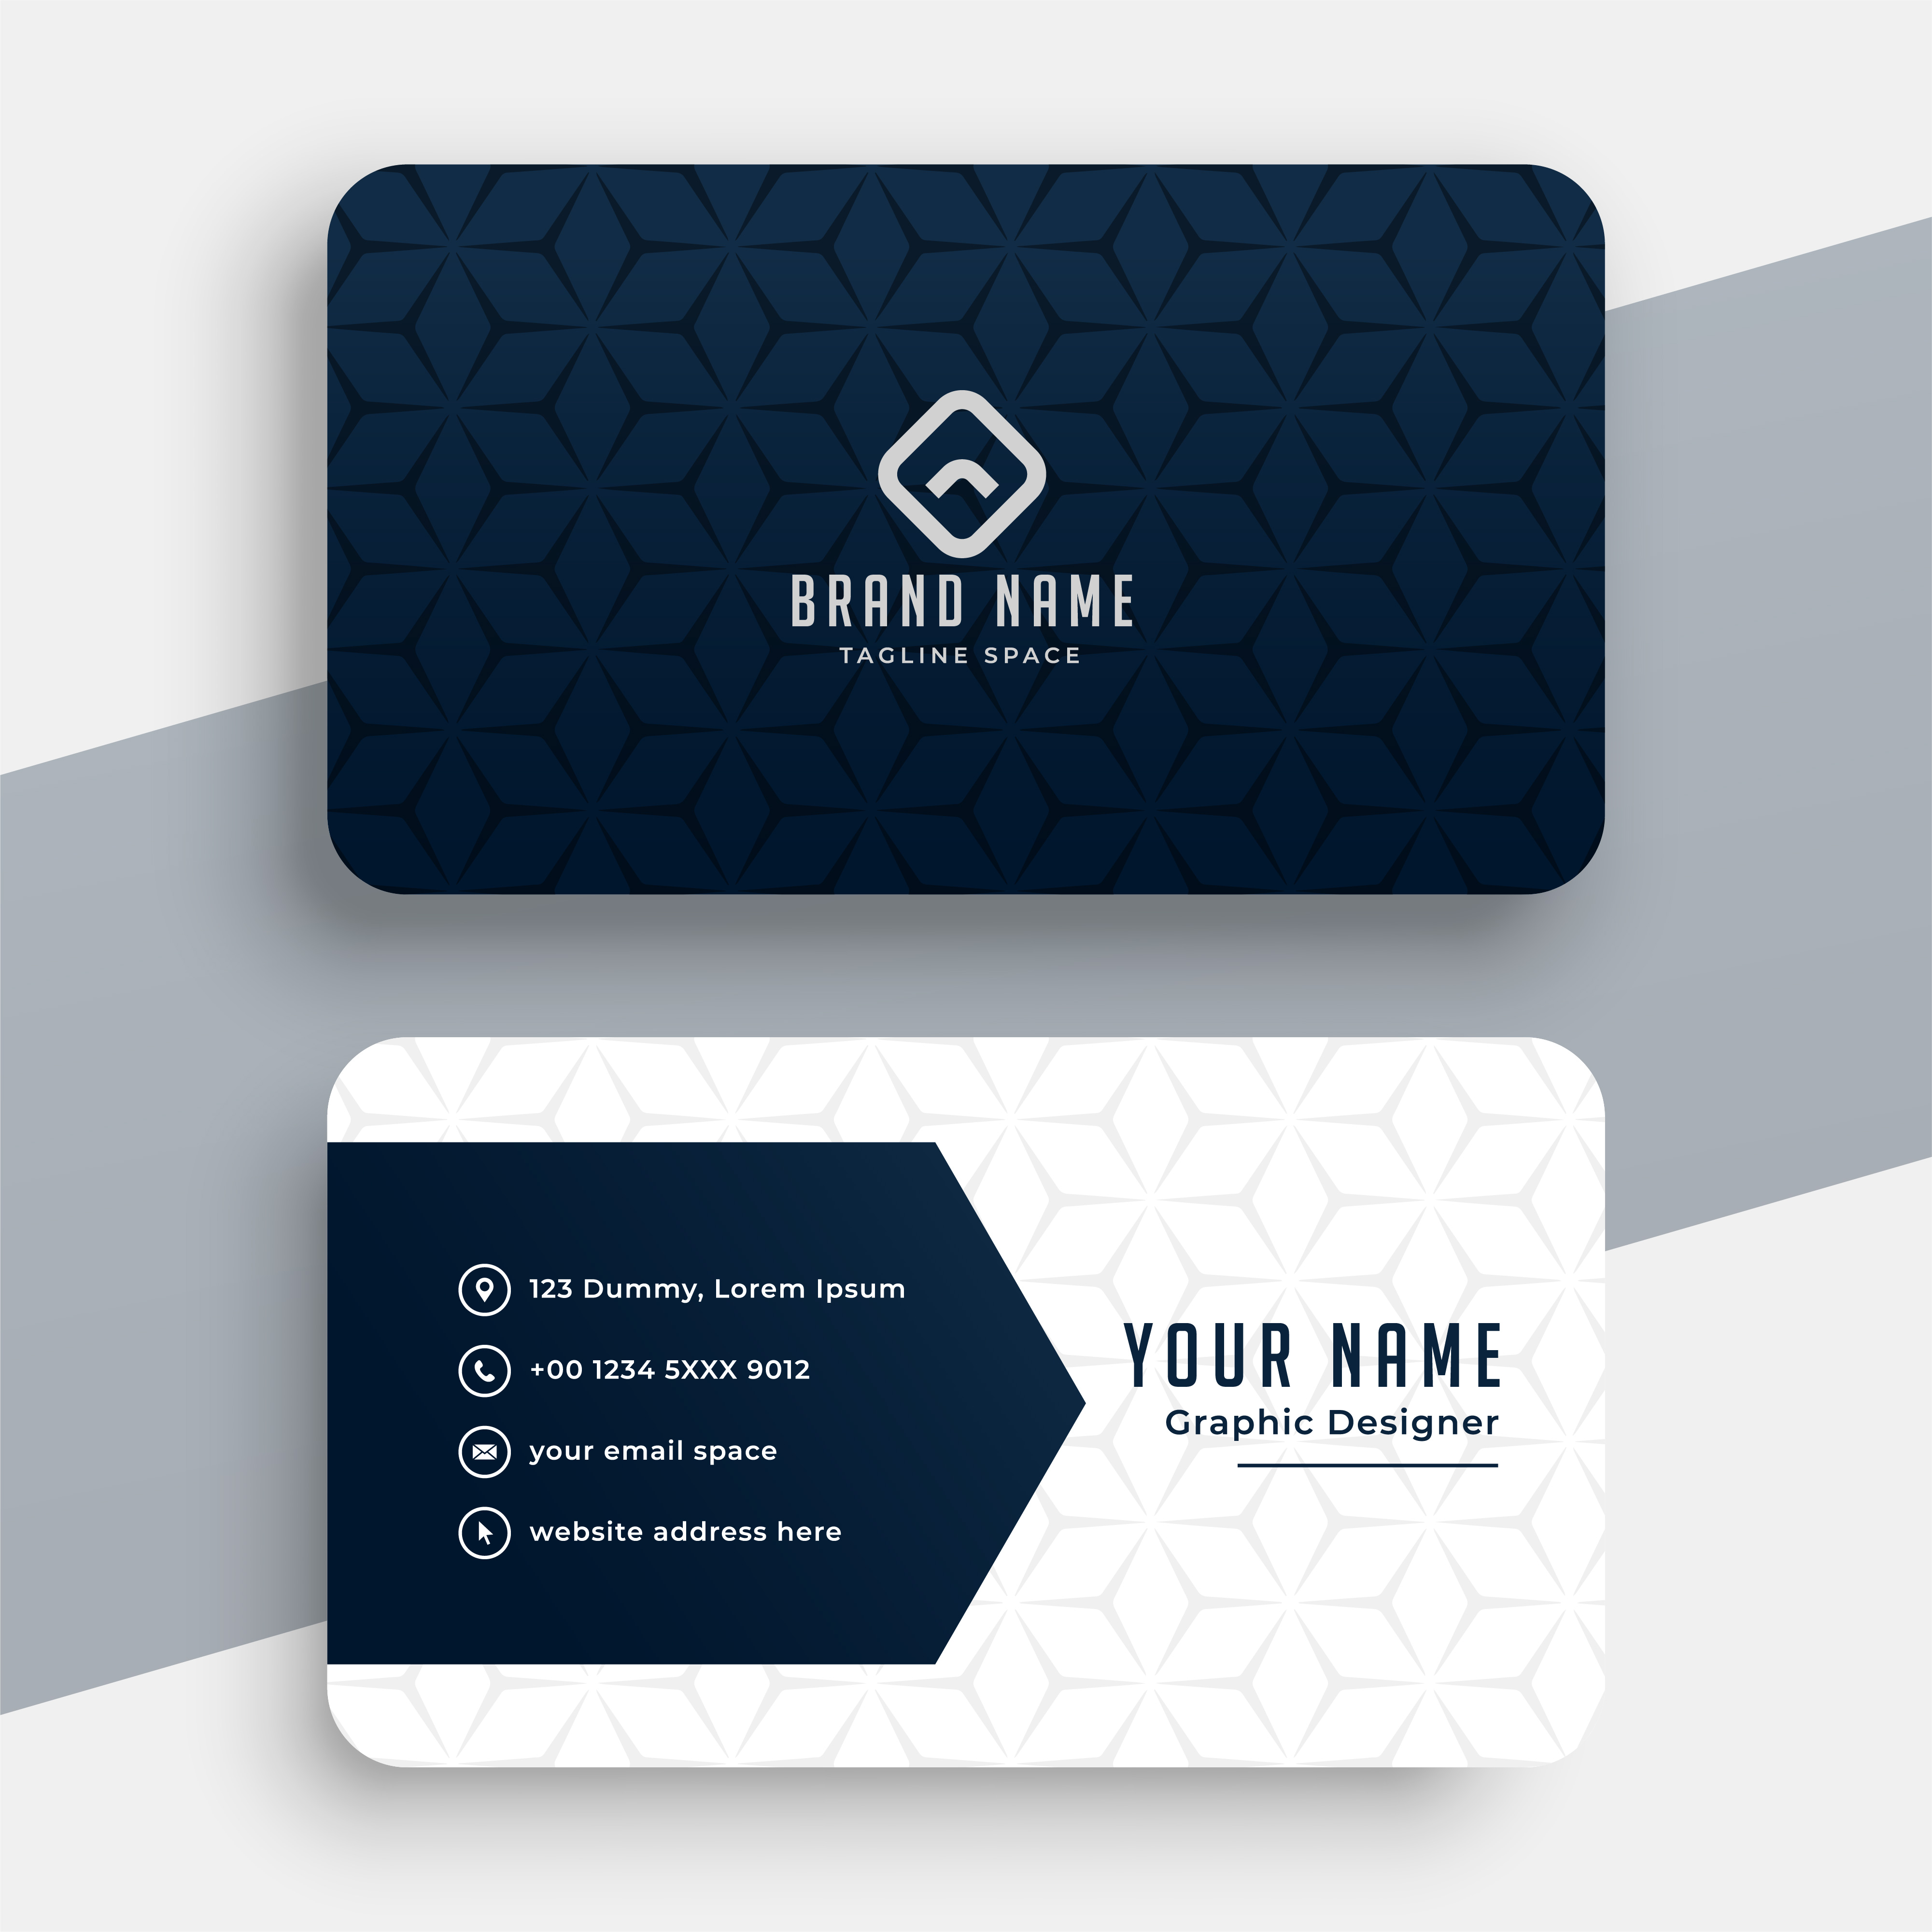 BRAND NAME
TAGLINE SPACE
123 Dummy, Lorem Ipsum
+00 1234 5XXX 9012
your email space
website address here
YOUR NAME
Graphic Designer